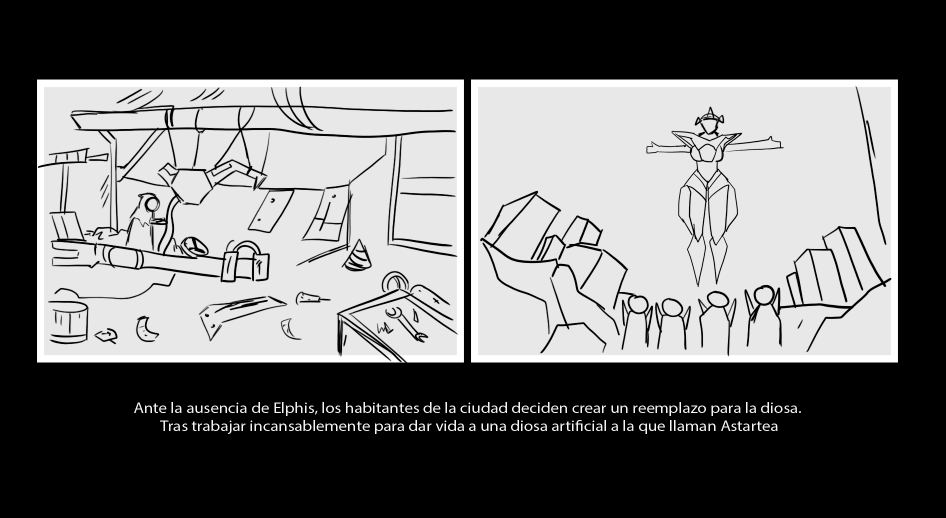 Ante la ausencia de Elphis, los habitantes de la ciudad deciden crear un reemplazo para la diosa.
Tras trabajar incansablemente para dar vida a una diosa artificial a la que llaman Astartea